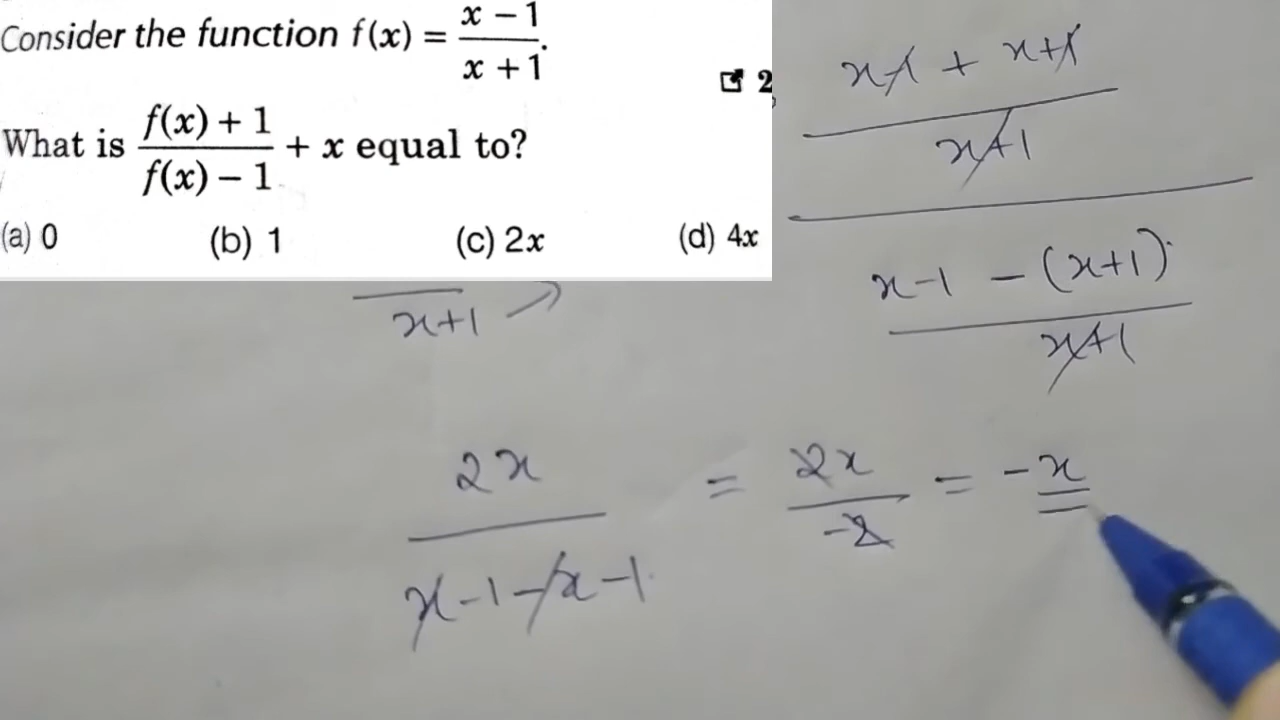 Consider the function f(x) = (x − 1)/(x + 1).
2
What is (f(x) + 1)/(f(x) − 1) + x equal to?
(a) 0 (b) 1 (c) 2x (d) 4x
x-1 + x+1
x+1
x-1 - (x+1)
x+1
x+1
2x = 2x = -x
x-1-x-1 -2